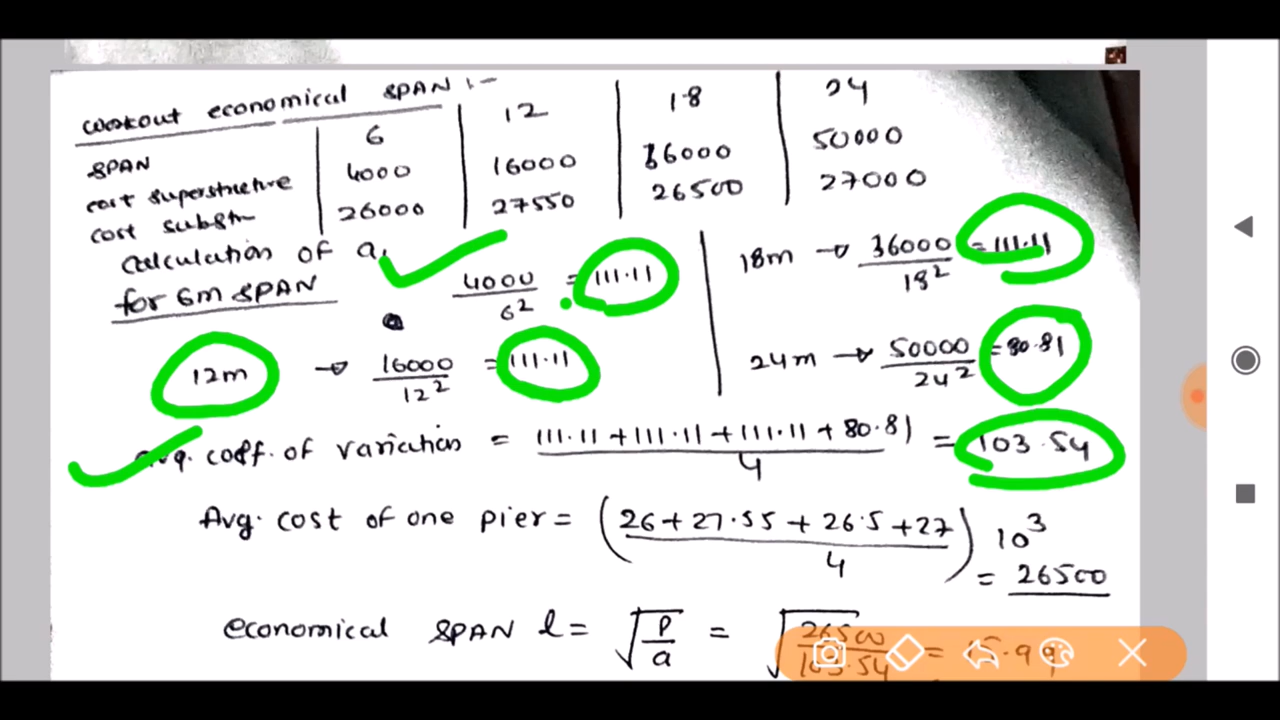 workout economical SPAN :-
SPAN 6 12 18 24
cost superstructure 4000 16000 36000 50000
cost substr 26000 27550 26500 27000
calculation of a,
for 6m SPAN 4000/6² = 111.11
12m → 16000/12² = 111.11
18m → 36000/18² = 111.11
24m → 50000/24² = 80.81
avg. coff. of variation = 111.11 + 111.11 + 111.11 + 80.81 / 4 = 103.54
Avg. cost of one pier = (26 + 27.55 + 26.5 + 27 / 4) 10³
= 26500
economical SPAN l = √P/a = √26500/103.54 = 15.99